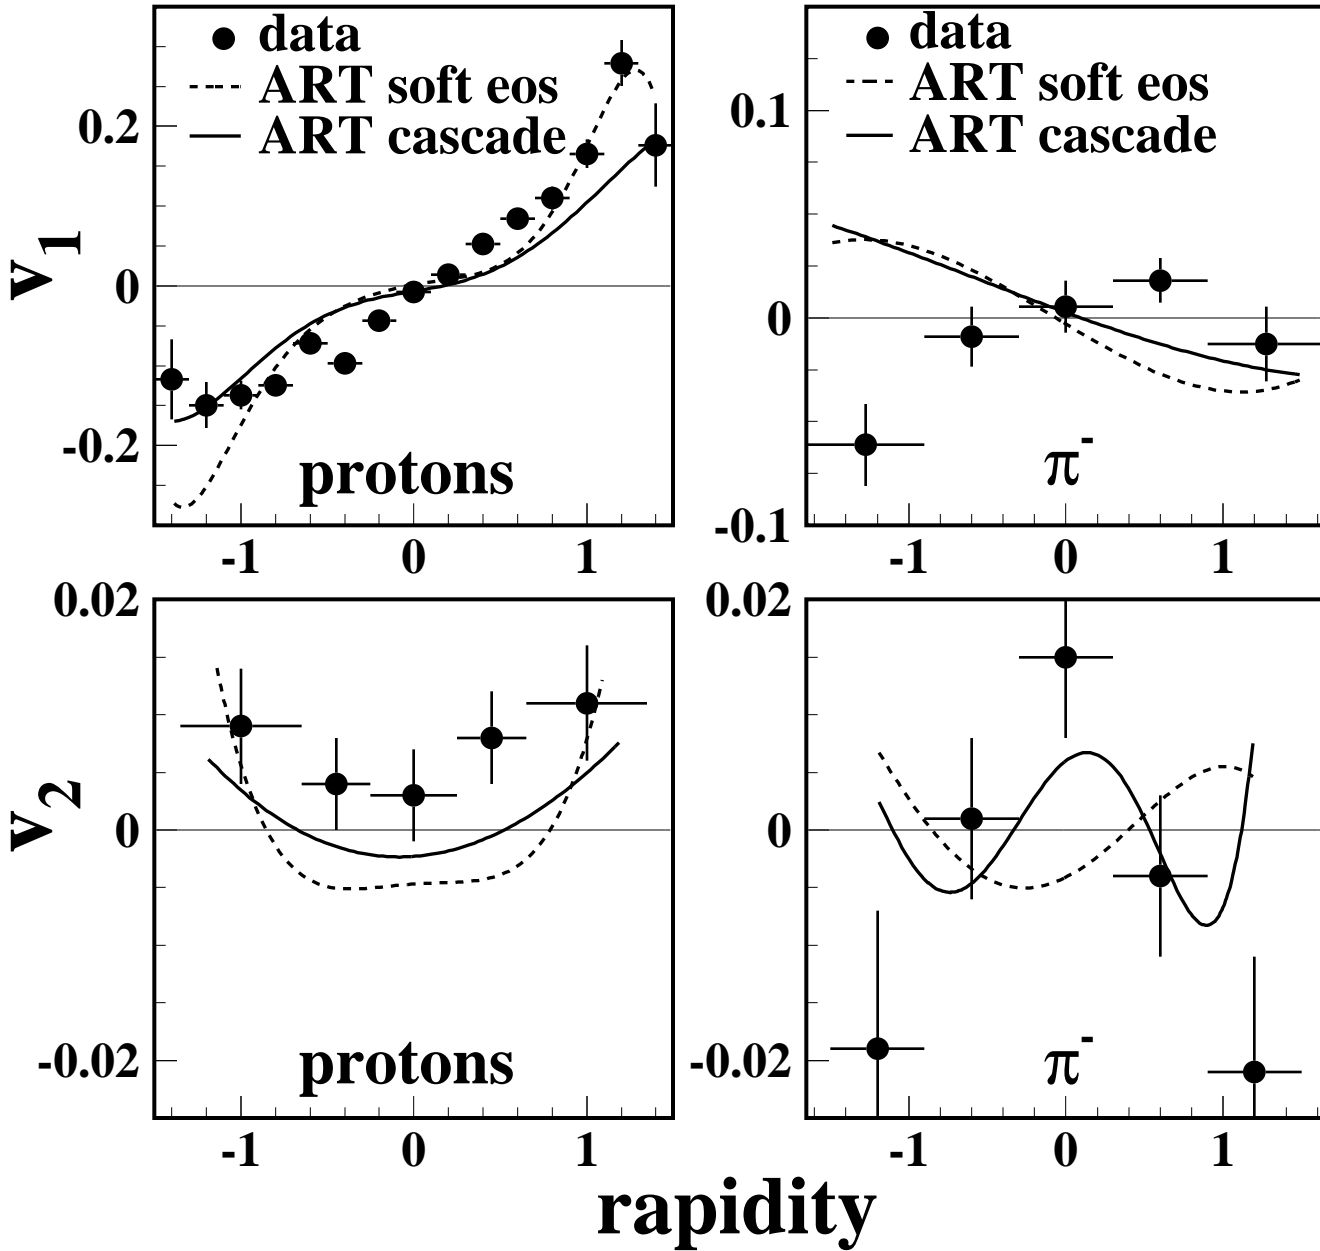 data
ART soft eos
ART cascade
v1
0.2
0
-0.2
protons
-1 0 1
data
ART soft eos
ART cascade
0.1
0
-0.1
π-
-1 0 1
v2
0.02
0
-0.02
protons
-1 0 1
0.02
0
-0.02
π-
-1 0 1
rapidity